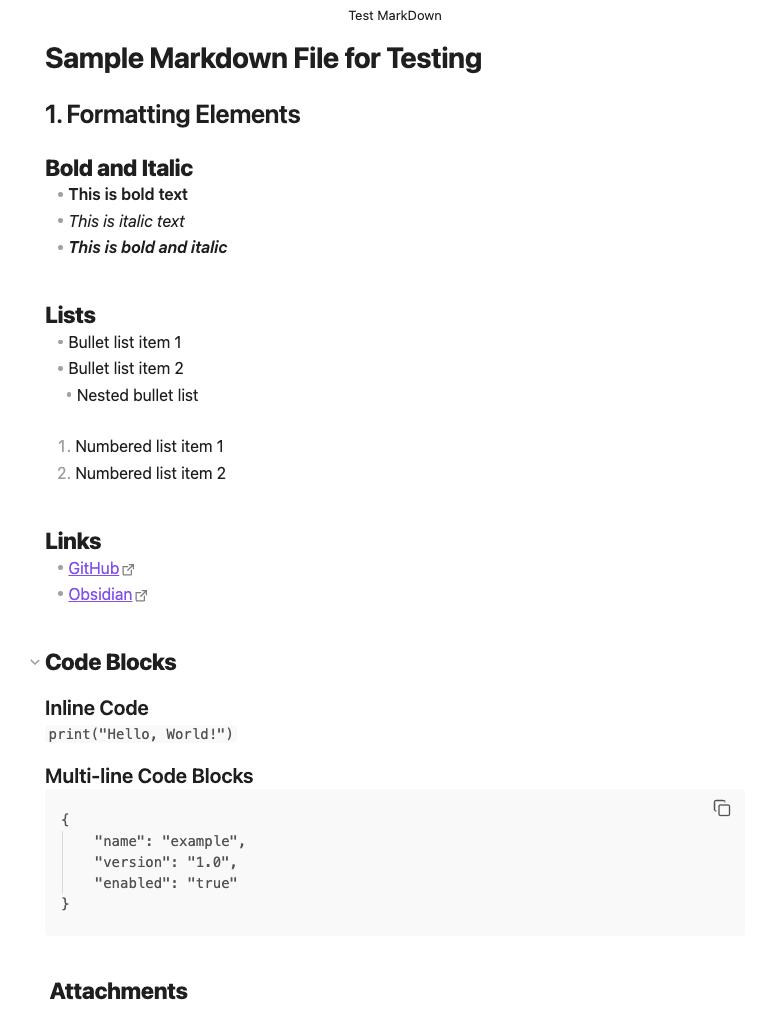 Test MarkDown
Sample Markdown File for Testing
1. Formatting Elements
Bold and Italic
• This is bold text
• This is italic text
• This is bold and italic
Lists
• Bullet list item 1
• Bullet list item 2
• Nested bullet list
1. Numbered list item 1
2. Numbered list item 2
Links
• GitHub
• Obsidian
Code Blocks
Inline Code
print("Hello, World!")
Multi-line Code Blocks
{
    "name": "example",
    "version": "1.0",
    "enabled": "true"
}
Attachments